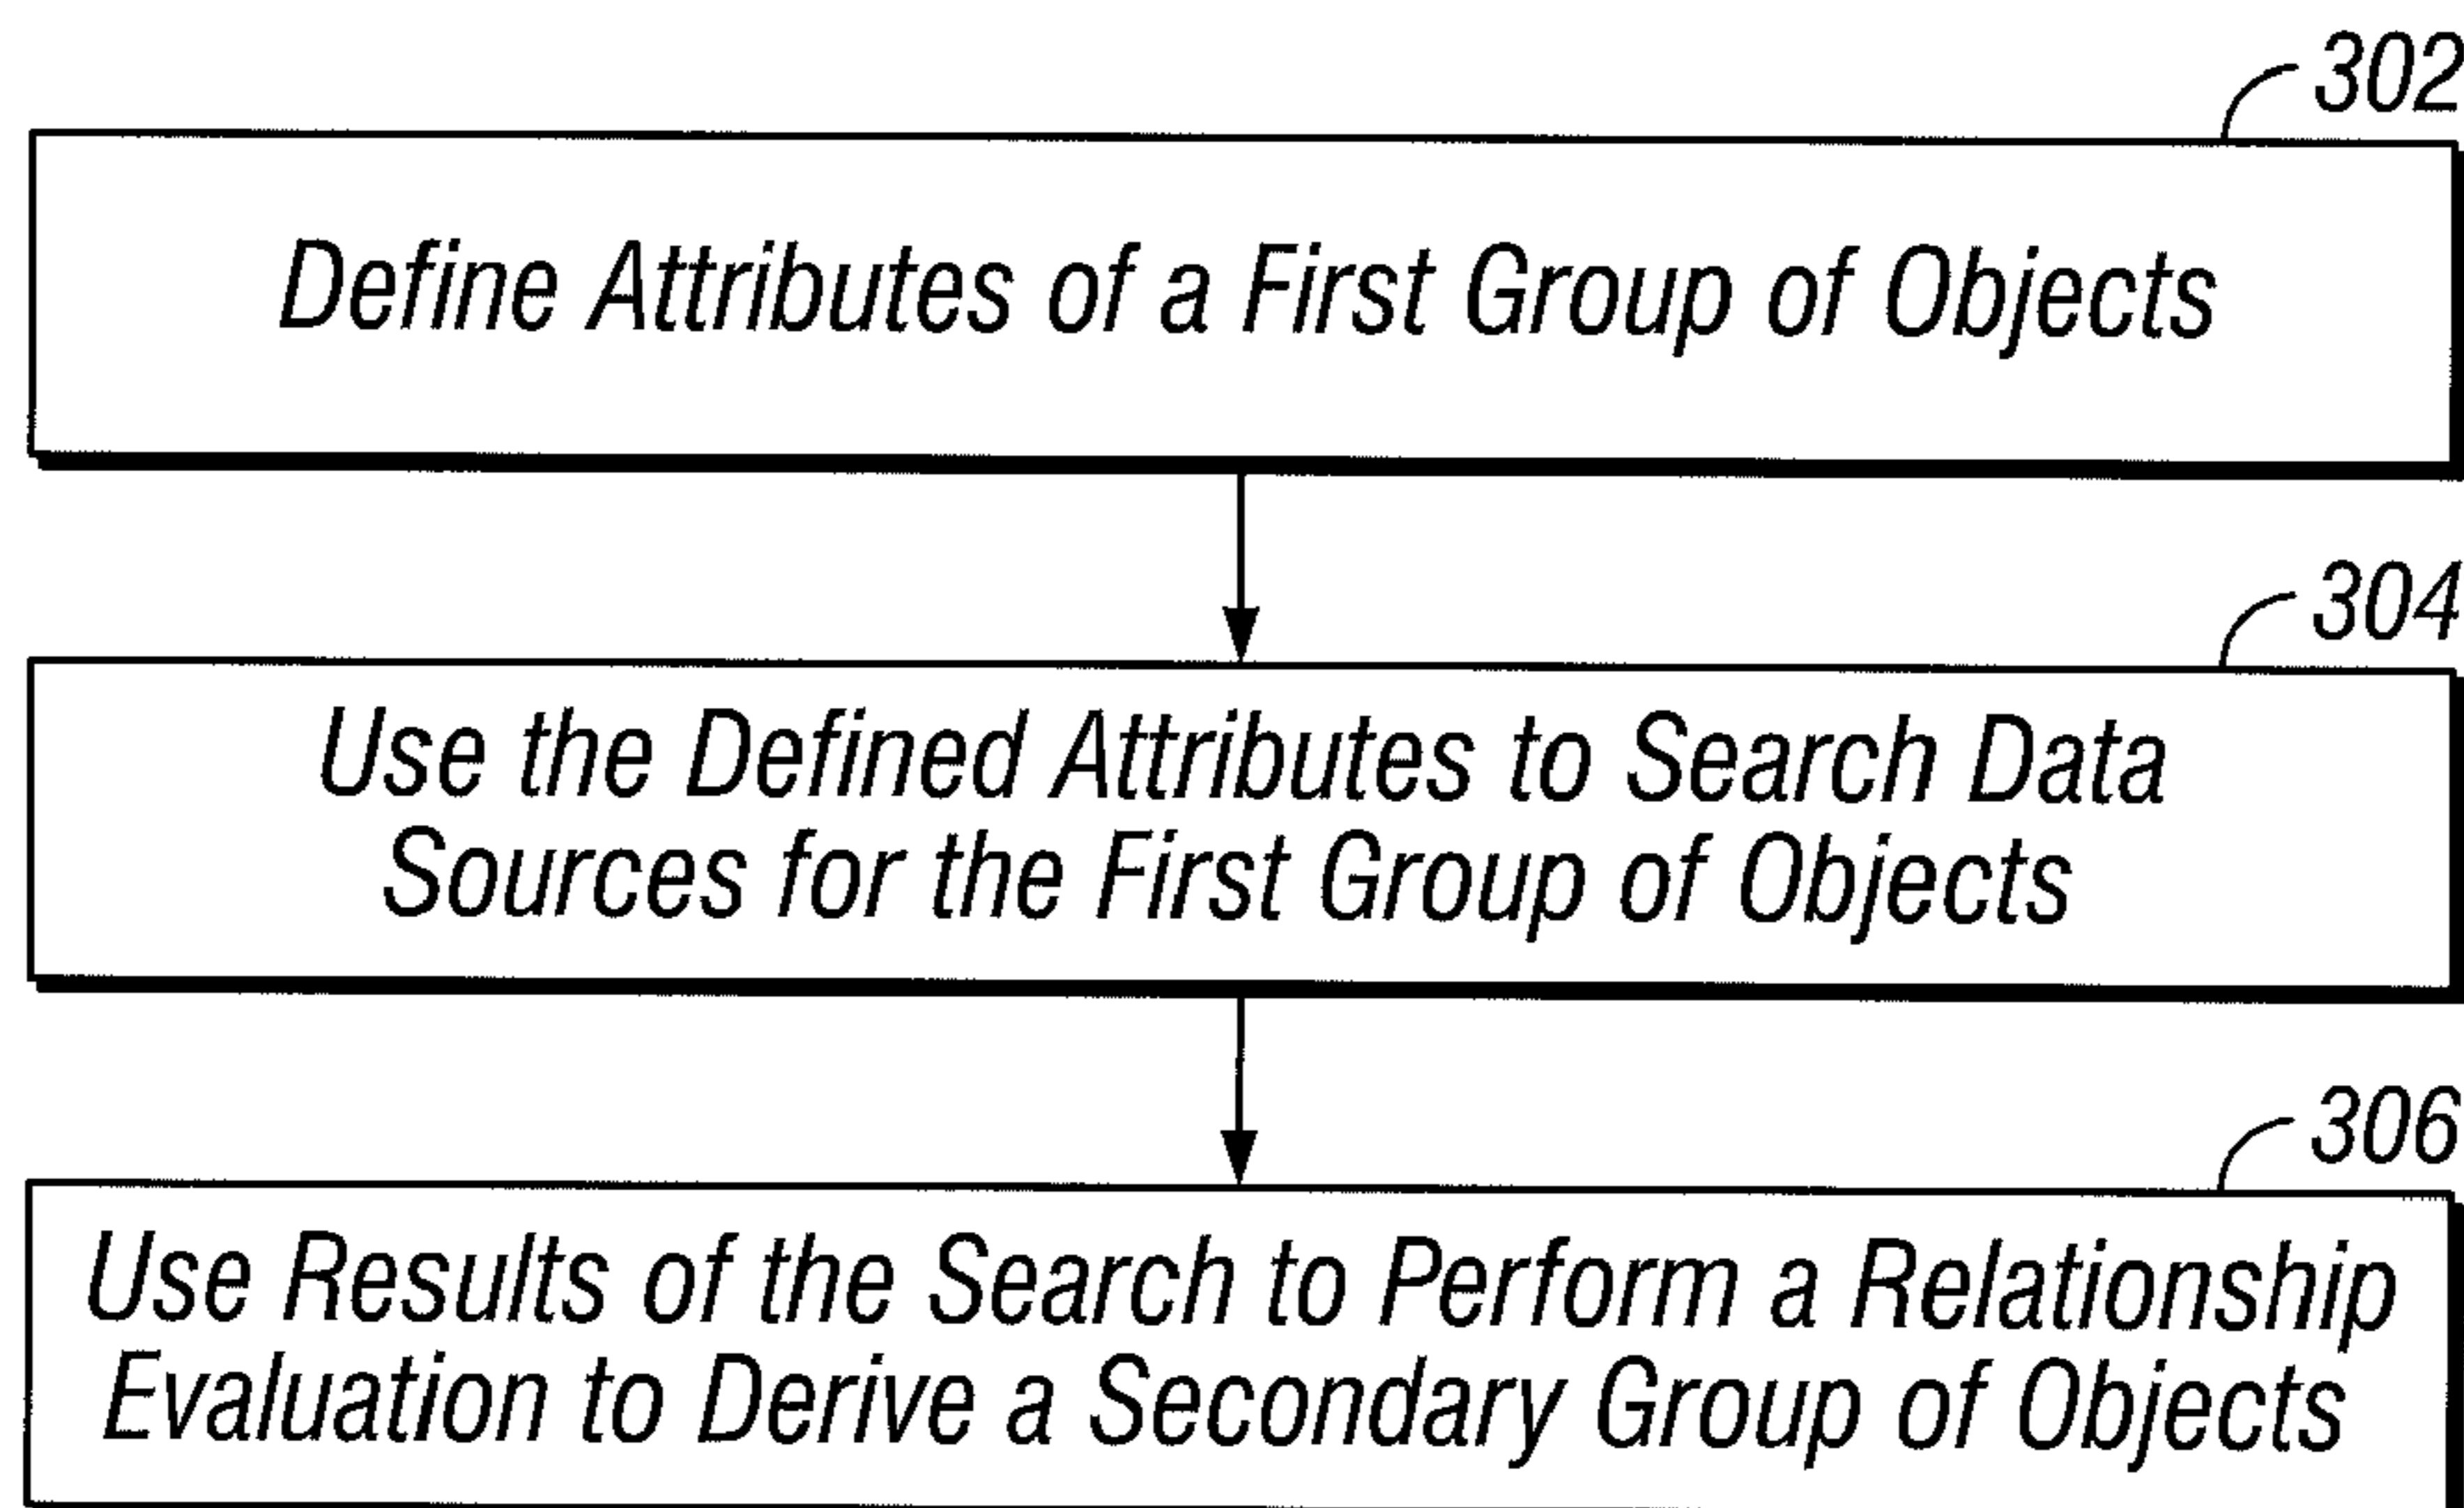 302
Define Attributes of a First Group of Objects
304
Use the Defined Attributes to Search Data
Sources for the First Group of Objects
306
Use Results of the Search to Perform a Relationship
Evaluation to Derive a Secondary Group of Objects